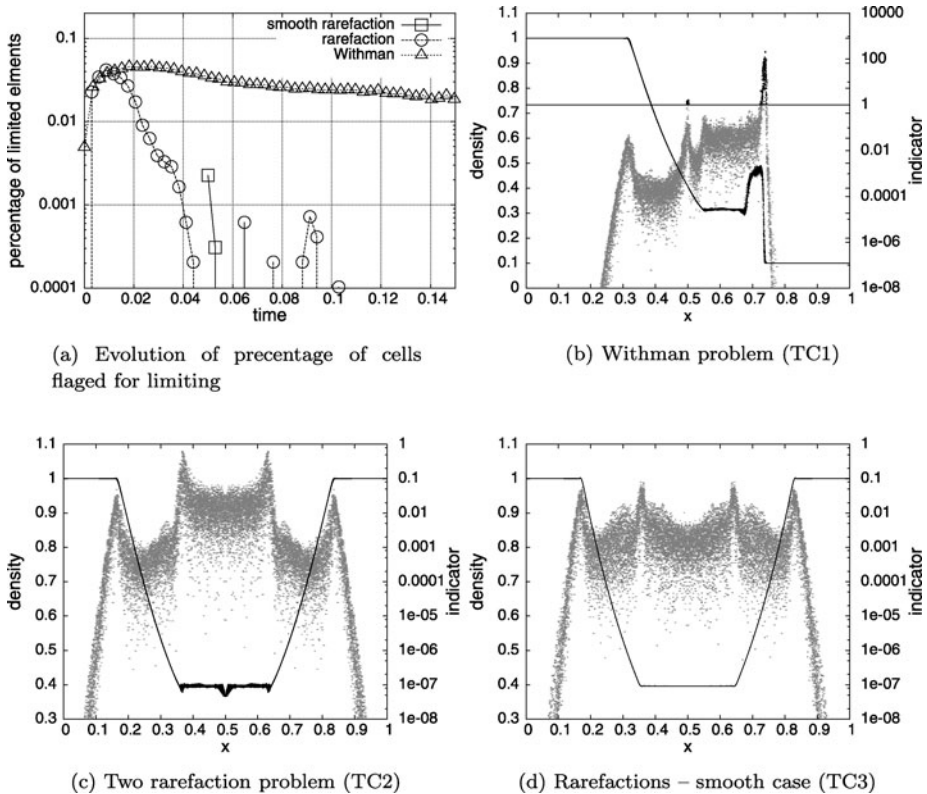 smooth rarefaction
rarefaction
Withman
percentage of limited elments
0.1
0.01
0.001
0.0001
0 0.02 0.04 0.06 0.08 0.1 0.12 0.14
time
(a) Evolution of precentage of cells
flaged for limiting
density
1.1
1
0.9
0.8
0.7
0.6
0.5
0.4
0.3
0.2
0.1
0
0 0.1 0.2 0.3 0.4 0.5 0.6 0.7 0.8 0.9 1
x
10000
100
1
0.01
0.0001
1e-06
1e-08
indicator
(b) Withman problem (TC1)
density
1.1
1
0.9
0.8
0.7
0.6
0.5
0.4
0.3
0 0.1 0.2 0.3 0.4 0.5 0.6 0.7 0.8 0.9 1
x
1
0.1
0.01
0.001
0.0001
1e-05
1e-06
1e-07
1e-08
indicator
(c) Two rarefaction problem (TC2)
density
1.1
1
0.9
0.8
0.7
0.6
0.5
0.4
0.3
0 0.1 0.2 0.3 0.4 0.5 0.6 0.7 0.8 0.9 1
x
1
0.1
0.01
0.001
0.0001
1e-05
1e-06
1e-07
1e-08
indicator
(d) Rarefactions – smooth case (TC3)